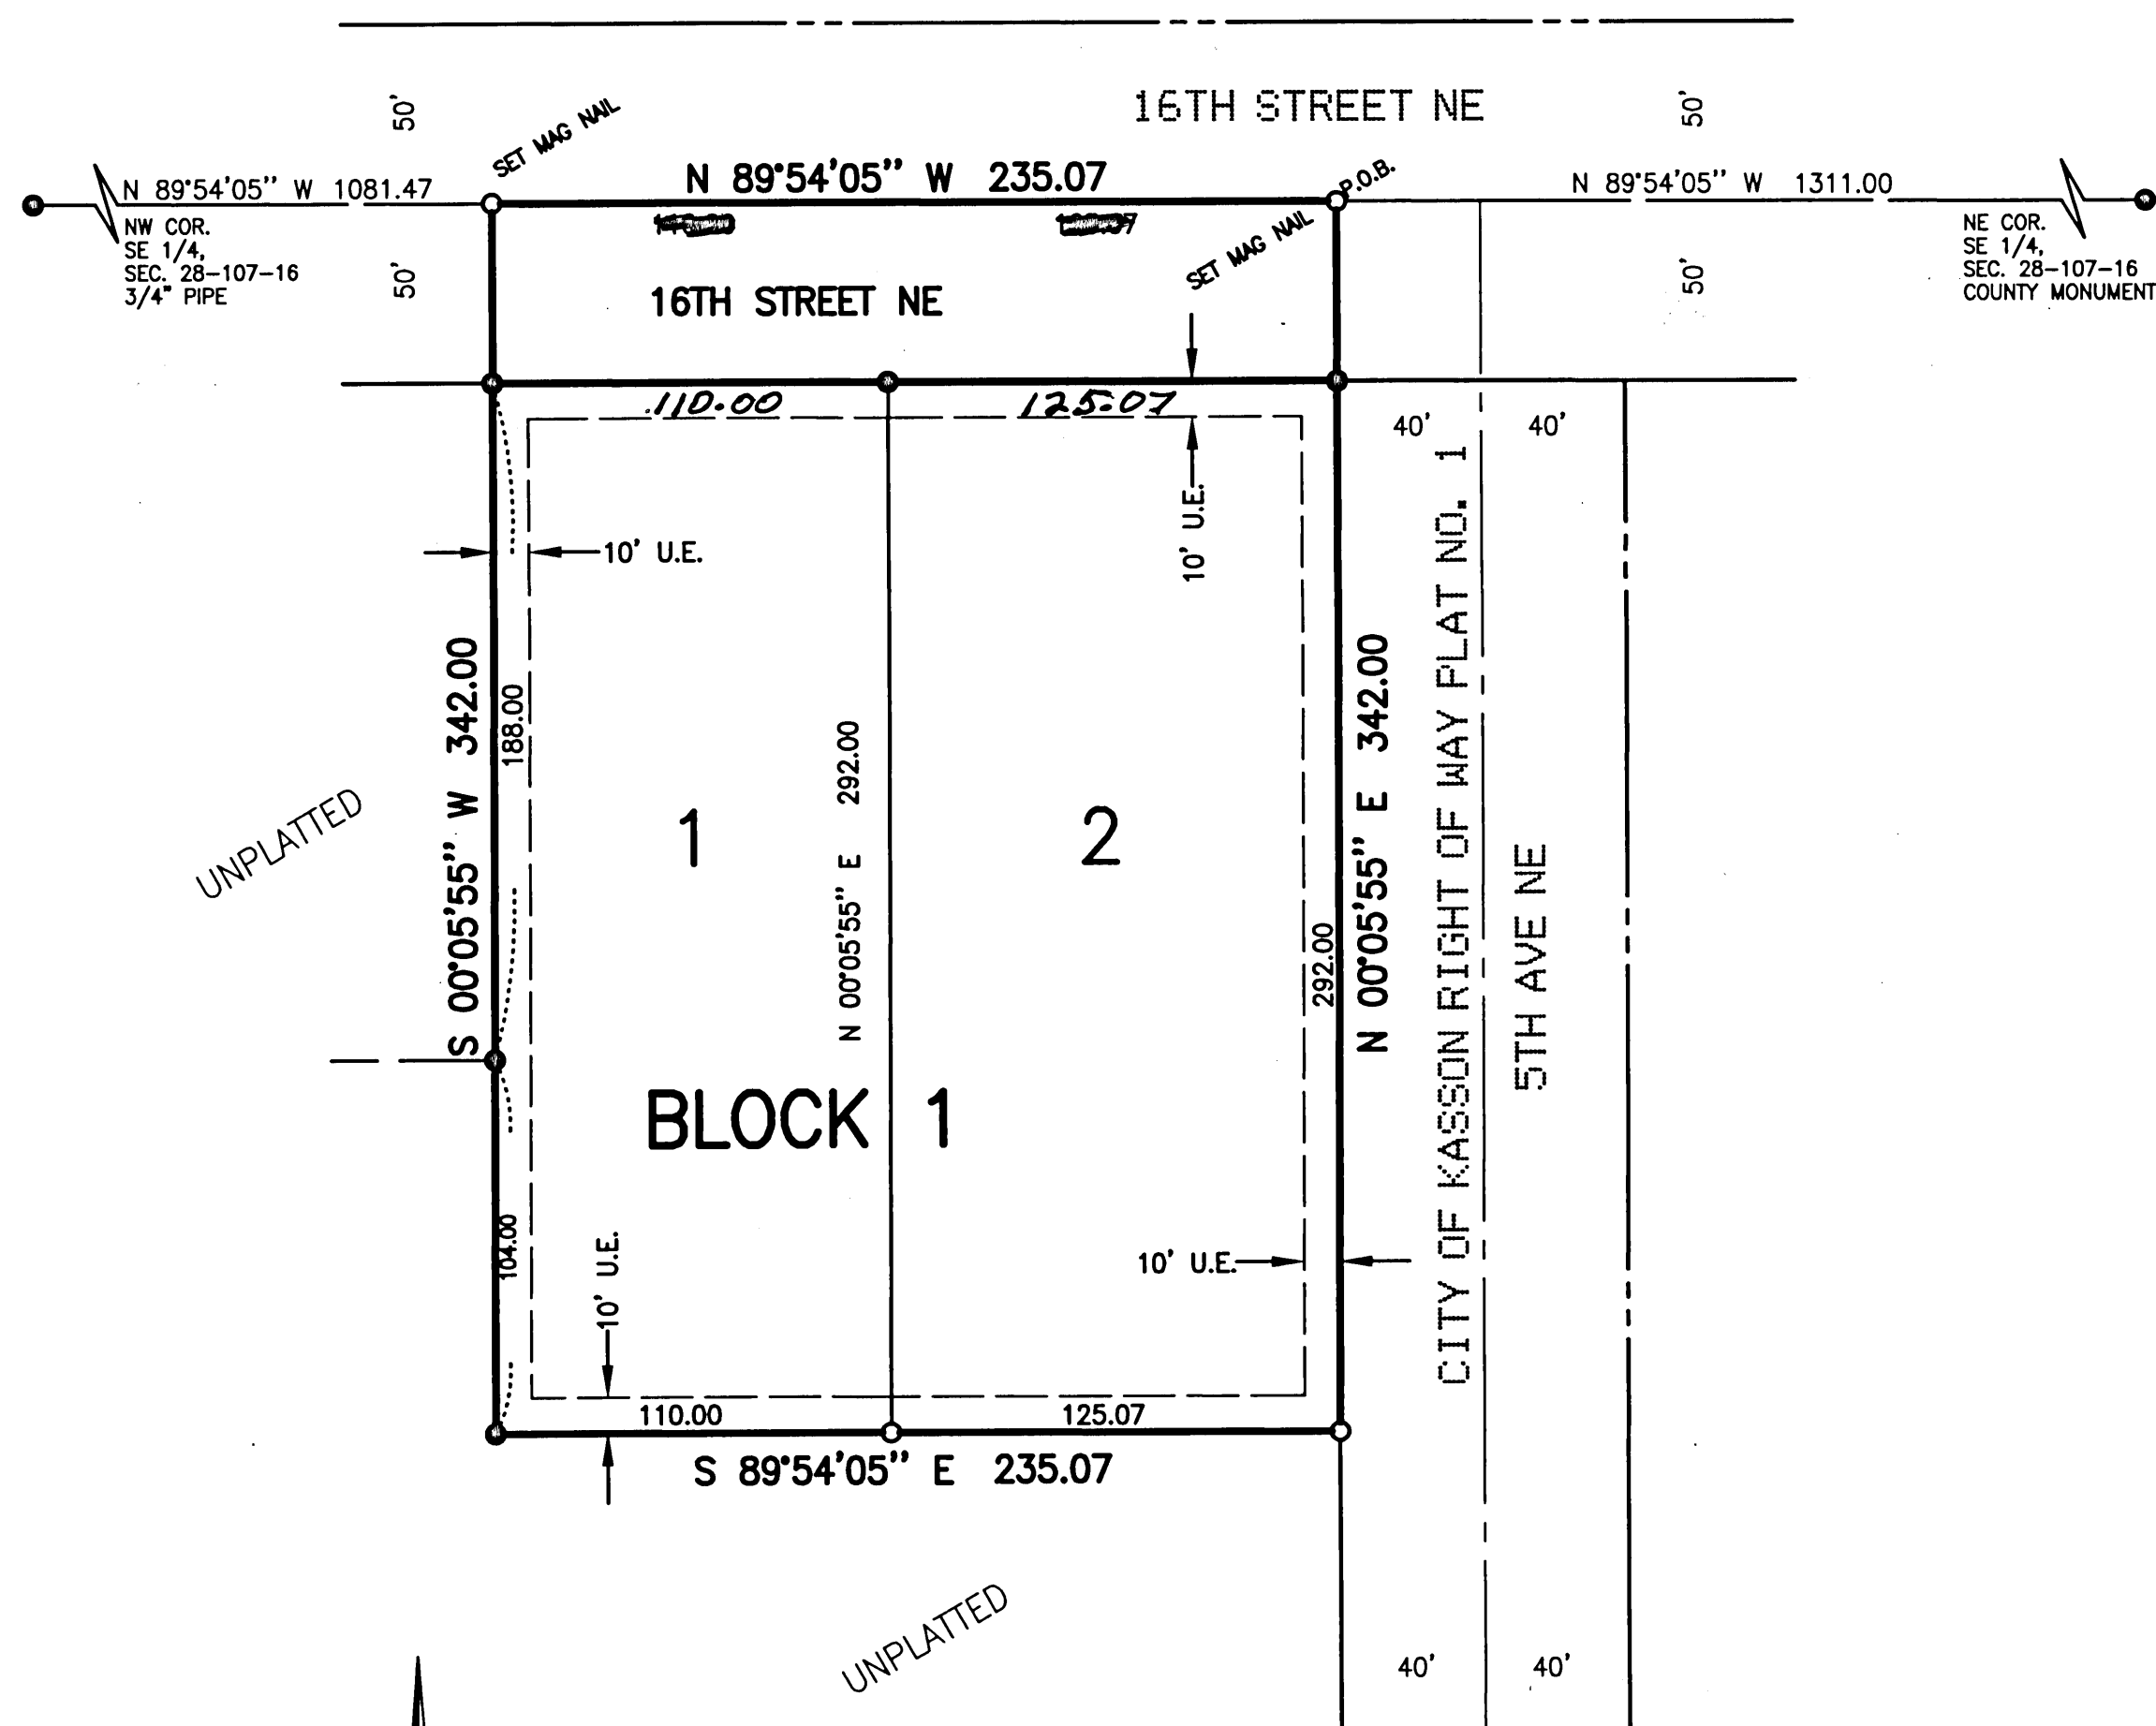 16TH STREET NE
50'
50'
SET MAG NAIL
N 89°54'05" W 235.07
P.O.B.
N 89°54'05" W 1081.47
N 89°54'05" W 1311.00
NW COR.
SE 1/4,
SEC. 28-107-16
3/4" PIPE
50'
16TH STREET NE
SET MAG NAIL
50'
NE COR.
SE 1/4,
SEC. 28-107-16
COUNTY MONUMENT
110.00
125.07
40'
40'
10' U.E.
10' U.E.
S 00°05'55" W 342.00
188.00
N 00°05'55" E 292.00
292.00
N 00°05'55" E 342.00
CITY OF KASSON RIGHT OF WAY PLAT NO. 1
5TH AVE NE
UNPLATTED
1
2
BLOCK 1
104.00
10' U.E.
10' U.E.
110.00
125.07
S 89°54'05" E 235.07
UNPLATTED
40'
40'